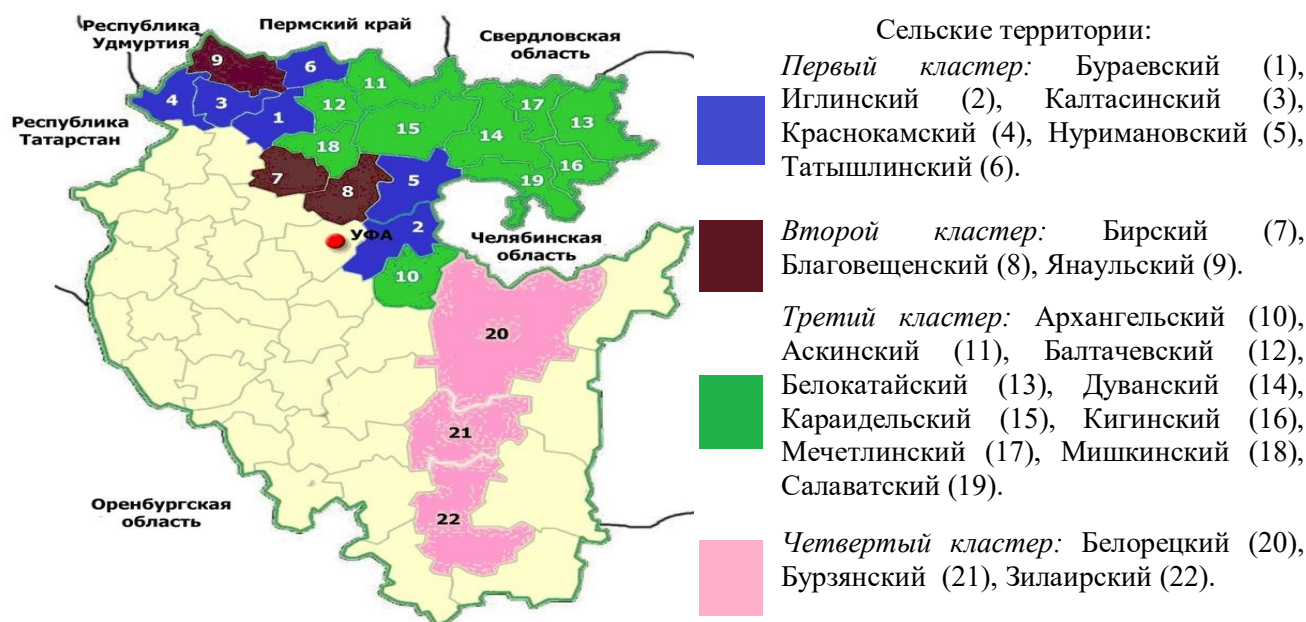 Республика
Удмуртия
Пермский край
Свердловская
область
Республика
Татарстан
9
6
11
4
3
12
17
1
15
14
13
18
16
7
8
5
19
2
УФА
Челябинская
область
10
20
21
Оренбургская
область
22
Сельские территории:
Первый кластер: Бураевский (1),
Иглинский (2), Калтасинский (3),
Краснокамский (4), Нуримановский (5),
Татышлинский (6).
Второй кластер: Бирский (7),
Благовещенский (8), Янаульский (9).
Третий кластер: Архангельский (10),
Аскинский (11), Балтачевский (12),
Белокатайский (13), Дуванский (14),
Караидельский (15), Кигинский (16),
Мечетлинский (17), Мишкинский (18),
Салаватский (19).
Четвертый кластер: Белорецкий (20),
Бурзянский (21), Зилаирский (22).